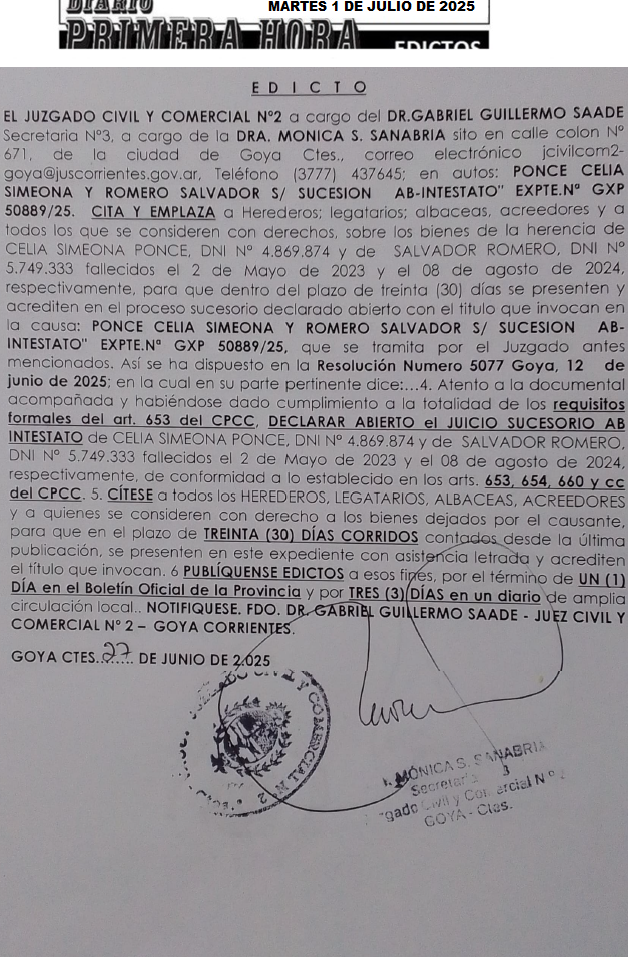 MARTES 1 DE JULIO DE 2025
DIARIO
PRIMERA HORA
EDICTOS
E D I C T O
EL JUZGADO CIVIL Y COMERCIAL Nº2 a cargo del DR.GABRIEL GUILLERMO SAADE
Secretaria Nº3, a cargo de la DRA. MONICA S. SANABRIA sito en calle colon Nº
671, de la ciudad de Goya Ctes., correo electrónico jcivilcom2-
goya@juscorrientes.gov.ar, Teléfono (3777) 437645; en autos: PONCE CELIA
SIMEONA Y ROMERO SALVADOR S/ SUCESION AB-INTESTATO" EXPTE.Nº GXP
50889/25. CITA Y EMPLAZA a Herederos; legatarios; albaceas, acreedores y a
todos los que se consideren con derechos, sobre los bienes de la herencia de
CELIA SIMEONA PONCE, DNI Nº 4.869.874 y de SALVADOR ROMERO, DNI Nº
5.749.333 fallecidos el 2 de Mayo de 2023 y el 08 de agosto de 2024,
respectivamente, para que dentro del plazo de treinta (30) días se presenten y
acrediten en el proceso sucesorio declarado abierto con el titulo que invocan en
la causa: PONCE CELIA SIMEONA Y ROMERO SALVADOR S/ SUCESION AB-
INTESTATO" EXPTE.Nº GXP 50889/25, que se tramita por el Juzgado antes
mencionados. Así se ha dispuesto en la Resolución Numero 5077 Goya, 12 de
junio de 2025; en la cual en su parte pertinente dice:...4. Atento a la documental
acompañada y habiéndose dado cumplimiento a la totalidad de los requisitos
formales del art. 653 del CPCC, DECLARAR ABIERTO el JUICIO SUCESORIO AB
INTESTATO de CELIA SIMEONA PONCE, DNI Nº 4.869.874 y de SALVADOR ROMERO,
DNI Nº 5.749.333 fallecidos el 2 de Mayo de 2023 y el 08 de agosto de 2024,
respectivamente, de conformidad a lo establecido en los arts. 653, 654, 660 y cc
del CPCC. 5. CÍTESE a todos los HEREDEROS, LEGATARIOS, ALBACEAS, ACREEDORES
y a quienes se consideren con derecho a los bienes dejados por el causante,
para que en el plazo de TREINTA (30) DÍAS CORRIDOS contados desde la última
publicación, se presenten en este expediente con asistencia letrada y acrediten
el título que invocan. 6 PUBLÍQUENSE EDICTOS a esos fines, por el término de UN (1)
DÍA en el Boletín Oficial de la Provincia y por TRES (3) DÍAS en un diario de amplia
circulación local.. NOTIFIQUESE. FDO. DR. GABRIEL GUILLERMO SAADE - JUEZ CIVIL Y
COMERCIAL Nº 2 – GOYA CORRIENTES.
GOYA CTES. 27 DE JUNIO DE 2.025
CIVIL Y COMERCIAL Nº 2
MONICA S. SANABRIA
Secretaria 3
Civil y Comercial Nº 2
GOYA - Ctes.